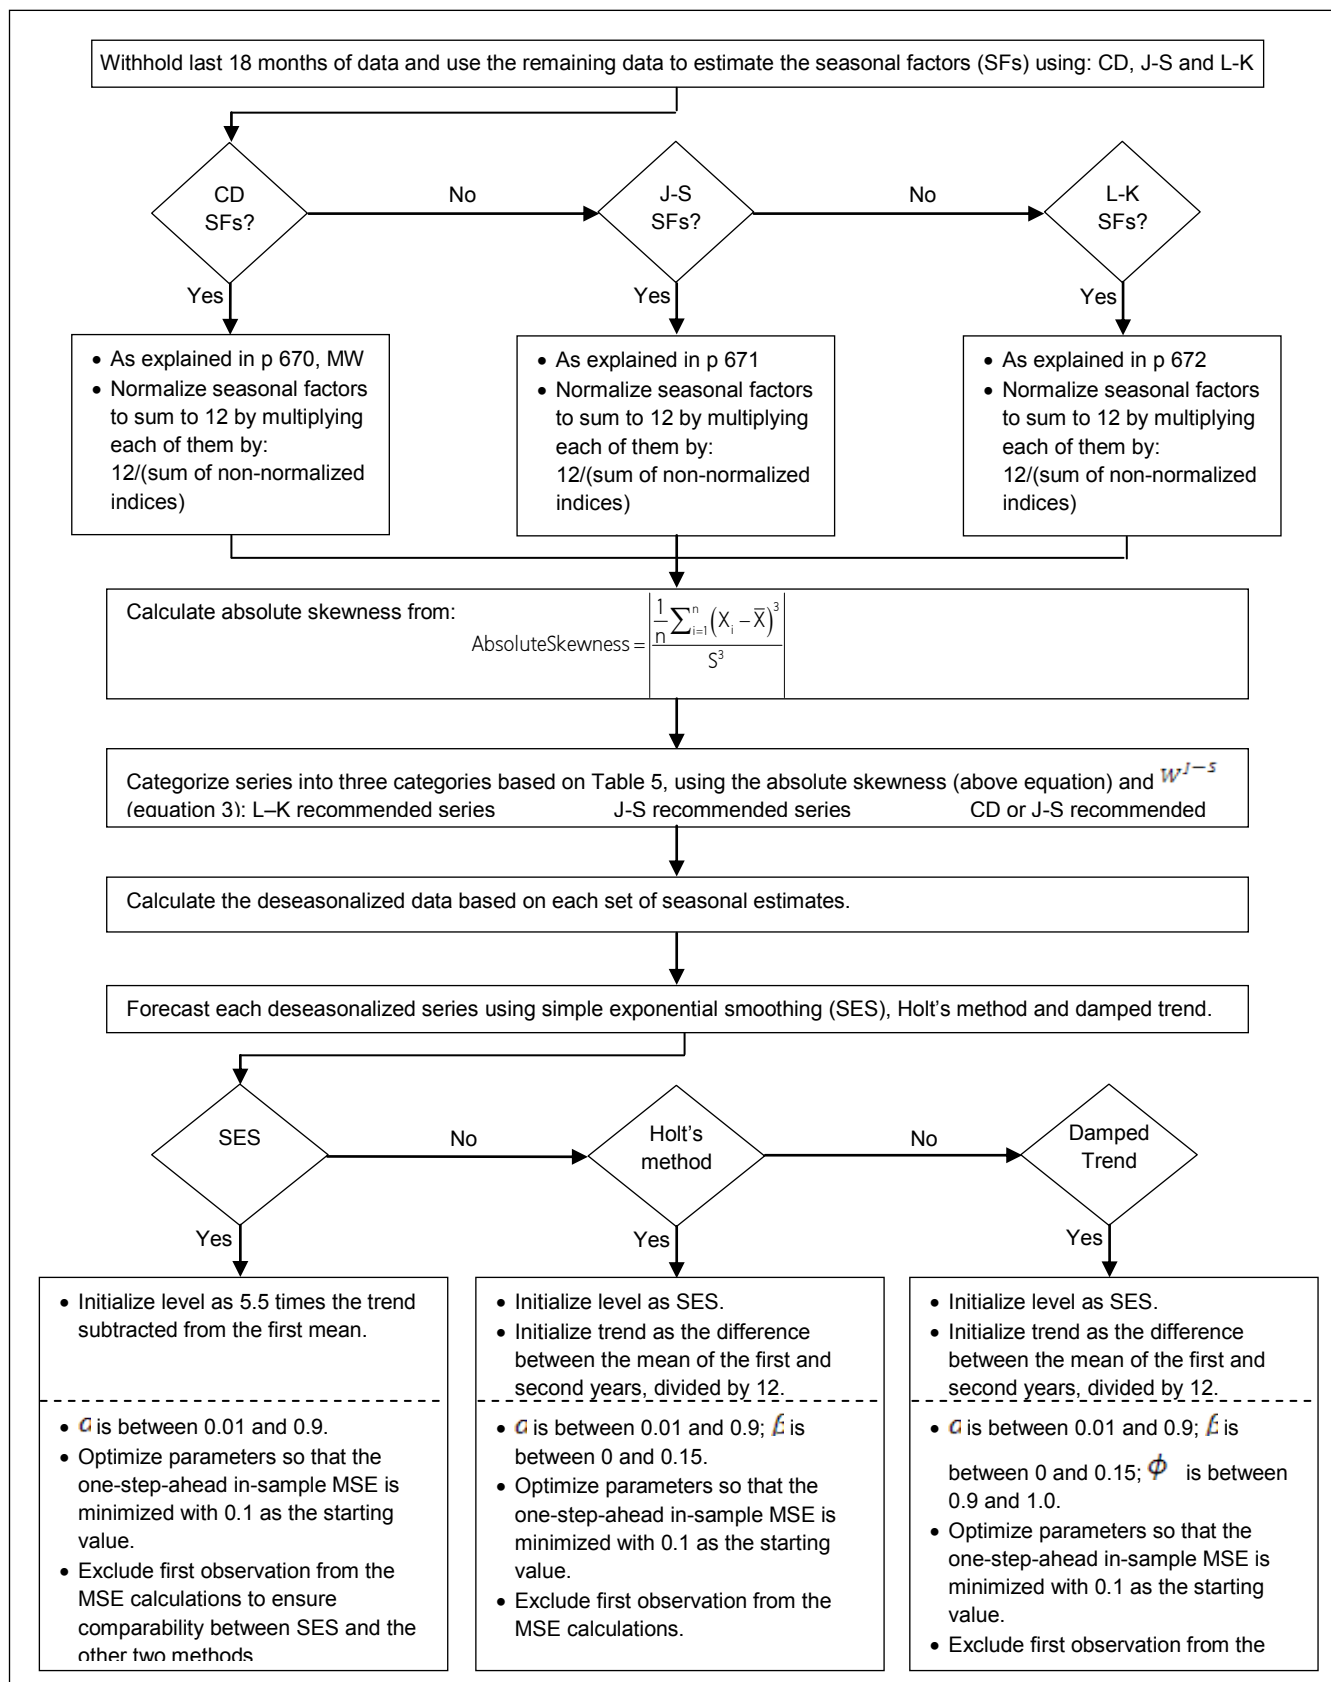 Withhold last 18 months of data and use the remaining data to estimate the seasonal factors (SFs) using: CD, J-S and L-K
CD
SFs?
No
J-S
SFs?
No
L-K
SFs?
Yes
Yes
Yes
• As explained in p 670, MW
• Normalize seasonal factors
to sum to 12 by multiplying
each of them by:
12/(sum of non-normalized
indices)
• As explained in p 671
• Normalize seasonal factors
to sum to 12 by multiplying
each of them by:
12/(sum of non-normalized
indices)
• As explained in p 672
• Normalize seasonal factors
to sum to 12 by multiplying
each of them by:
12/(sum of non-normalized
indices)
Calculate absolute skewness from:
AbsoluteSkewness = | (1/n ∑ᵢ₌₁ⁿ (Xᵢ − X̄)³) / S³ |
Categorize series into three categories based on Table 5, using the absolute skewness (above equation) and W^J−S
(equation 3): L–K recommended series J-S recommended series CD or J-S recommended
Calculate the deseasonalized data based on each set of seasonal estimates.
Forecast each deseasonalized series using simple exponential smoothing (SES), Holt's method and damped trend.
SES
No
Holt's
method
No
Damped
Trend
Yes
Yes
Yes
• Initialize level as 5.5 times the trend
subtracted from the first mean.
• α is between 0.01 and 0.9.
• Optimize parameters so that the
one-step-ahead in-sample MSE is
minimized with 0.1 as the starting
value.
• Exclude first observation from the
MSE calculations to ensure
comparability between SES and the
other two methods
• Initialize level as SES.
• Initialize trend as the difference
between the mean of the first and
second years, divided by 12.
• α is between 0.01 and 0.9; β is
between 0 and 0.15.
• Optimize parameters so that the
one-step-ahead in-sample MSE is
minimized with 0.1 as the starting
value.
• Exclude first observation from the
MSE calculations.
• Initialize level as SES.
• Initialize trend as the difference
between the mean of the first and
second years, divided by 12.
• α is between 0.01 and 0.9; β is
between 0 and 0.15; ϕ is between
0.9 and 1.0.
• Optimize parameters so that the
one-step-ahead in-sample MSE is
minimized with 0.1 as the starting
value.
• Exclude first observation from the